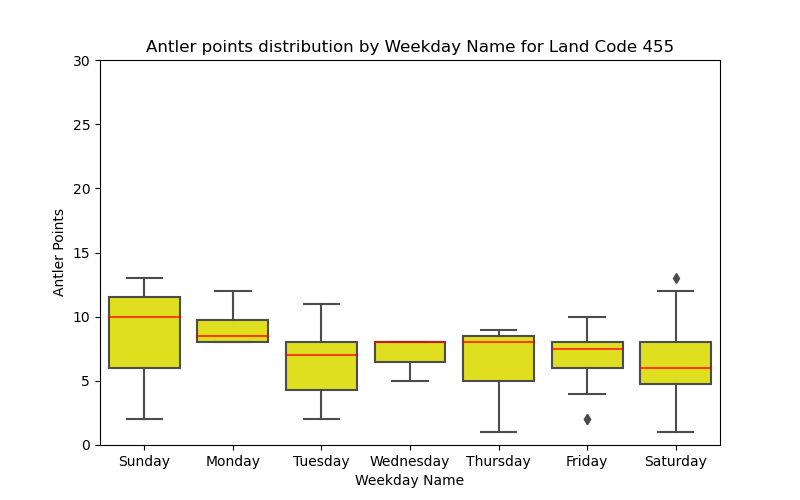 Antler points distribution by Weekday Name for Land Code 455
30
25
20
15
10
5
0
Antler Points
Sunday Monday Tuesday Wednesday Thursday Friday Saturday
Weekday Name